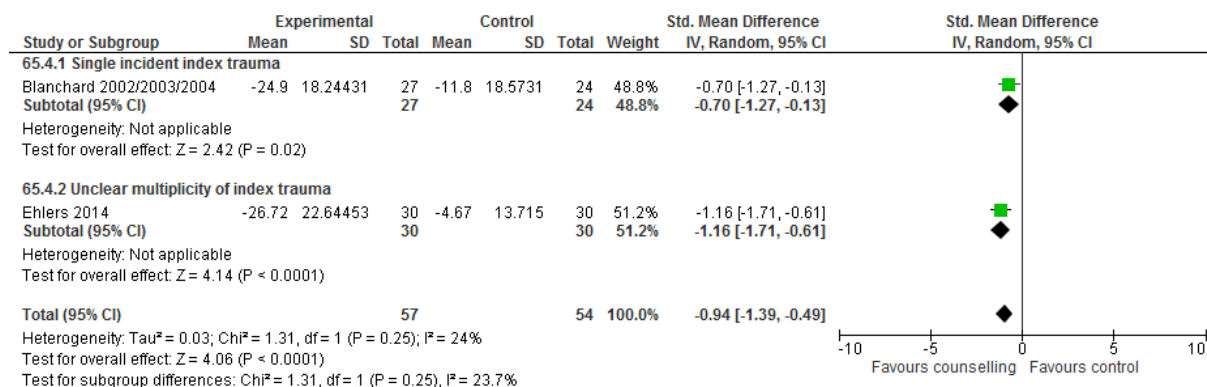 Experimental Control Std. Mean Difference Std. Mean Difference
Study or Subgroup Mean SD Total Mean SD Total Weight IV, Random, 95% CI IV, Random, 95% CI
65.4.1 Single incident index trauma
Blanchard 2002/2003/2004 -24.9 18.24431 27 -11.8 18.5731 24 48.8% -0.70 [-1.27, -0.13]
Subtotal (95% CI) 27 24 48.8% -0.70 [-1.27, -0.13]
Heterogeneity: Not applicable
Test for overall effect: Z = 2.42 (P = 0.02)
65.4.2 Unclear multiplicity of index trauma
Ehlers 2014 -26.72 22.64453 30 -4.67 13.715 30 51.2% -1.16 [-1.71, -0.61]
Subtotal (95% CI) 30 30 51.2% -1.16 [-1.71, -0.61]
Heterogeneity: Not applicable
Test for overall effect: Z = 4.14 (P < 0.0001)
Total (95% CI) 57 54 100.0% -0.94 [-1.39, -0.49]
Heterogeneity: Tau² = 0.03; Chi² = 1.31, df = 1 (P = 0.25); I² = 24%
Test for overall effect: Z = 4.06 (P < 0.0001)
Test for subgroup differences: Chi² = 1.31, df = 1 (P = 0.25), I² = 23.7%
-10 -5 0 5 10
Favours counselling Favours control